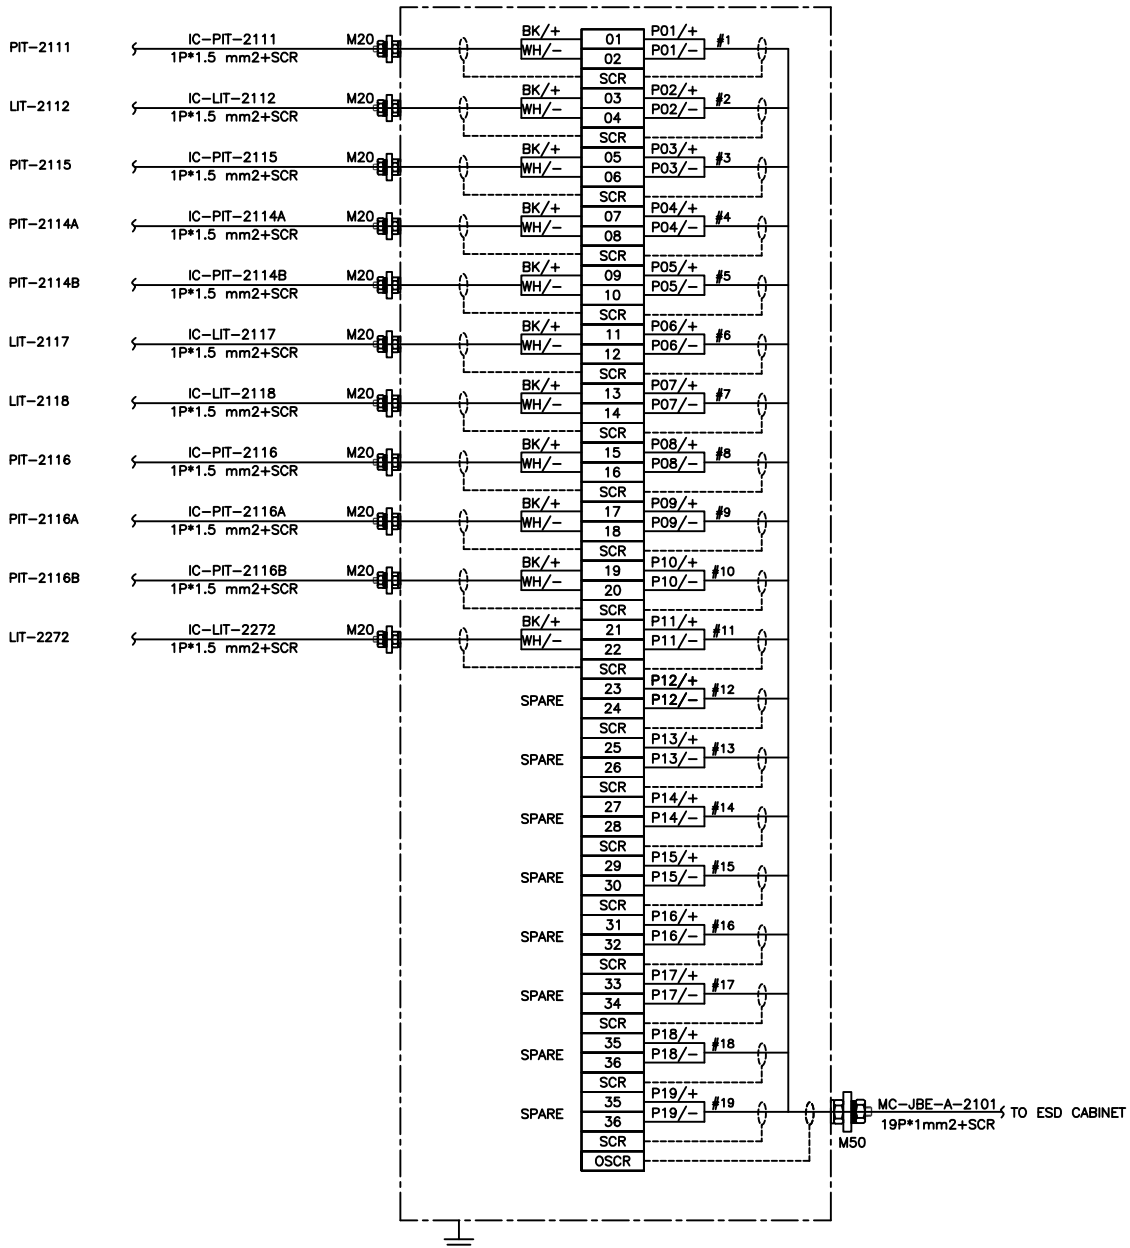 PIT-2111 IC-PIT-2111 M20 BK/+ 01 P01/+ #1
1P*1.5 mm2+SCR WH/- 02 P01/-
SCR
LIT-2112 IC-LIT-2112 M20 BK/+ 03 P02/+ #2
1P*1.5 mm2+SCR WH/- 04 P02/-
SCR
PIT-2115 IC-PIT-2115 M20 BK/+ 05 P03/+ #3
1P*1.5 mm2+SCR WH/- 06 P03/-
SCR
PIT-2114A IC-PIT-2114A M20 BK/+ 07 P04/+ #4
1P*1.5 mm2+SCR WH/- 08 P04/-
SCR
PIT-2114B IC-PIT-2114B M20 BK/+ 09 P05/+ #5
1P*1.5 mm2+SCR WH/- 10 P05/-
SCR
LIT-2117 IC-LIT-2117 M20 BK/+ 11 P06/+ #6
1P*1.5 mm2+SCR WH/- 12 P06/-
SCR
LIT-2118 IC-LIT-2118 M20 BK/+ 13 P07/+ #7
1P*1.5 mm2+SCR WH/- 14 P07/-
SCR
PIT-2116 IC-PIT-2116 M20 BK/+ 15 P08/+ #8
1P*1.5 mm2+SCR WH/- 16 P08/-
SCR
PIT-2116A IC-PIT-2116A M20 BK/+ 17 P09/+ #9
1P*1.5 mm2+SCR WH/- 18 P09/-
SCR
PIT-2116B IC-PIT-2116B M20 BK/+ 19 P10/+ #10
1P*1.5 mm2+SCR WH/- 20 P10/-
SCR
LIT-2272 IC-LIT-2272 M20 BK/+ 21 P11/+ #11
1P*1.5 mm2+SCR WH/- 22 P11/-
SCR
23 P12/+ #12
SPARE 24 P12/-
SCR
25 P13/+ #13
SPARE 26 P13/-
SCR
27 P14/+ #14
SPARE 28 P14/-
SCR
29 P15/+ #15
SPARE 30 P15/-
SCR
31 P16/+ #16
SPARE 32 P16/-
SCR
33 P17/+ #17
SPARE 34 P17/-
SCR
35 P18/+ #18
SPARE 36 P18/-
SCR
35 P19/+ #19 MC-JBE-A-2101 TO ESD CABINET
SPARE 36 P19/- 19P*1mm2+SCR
SCR M50
OSCR